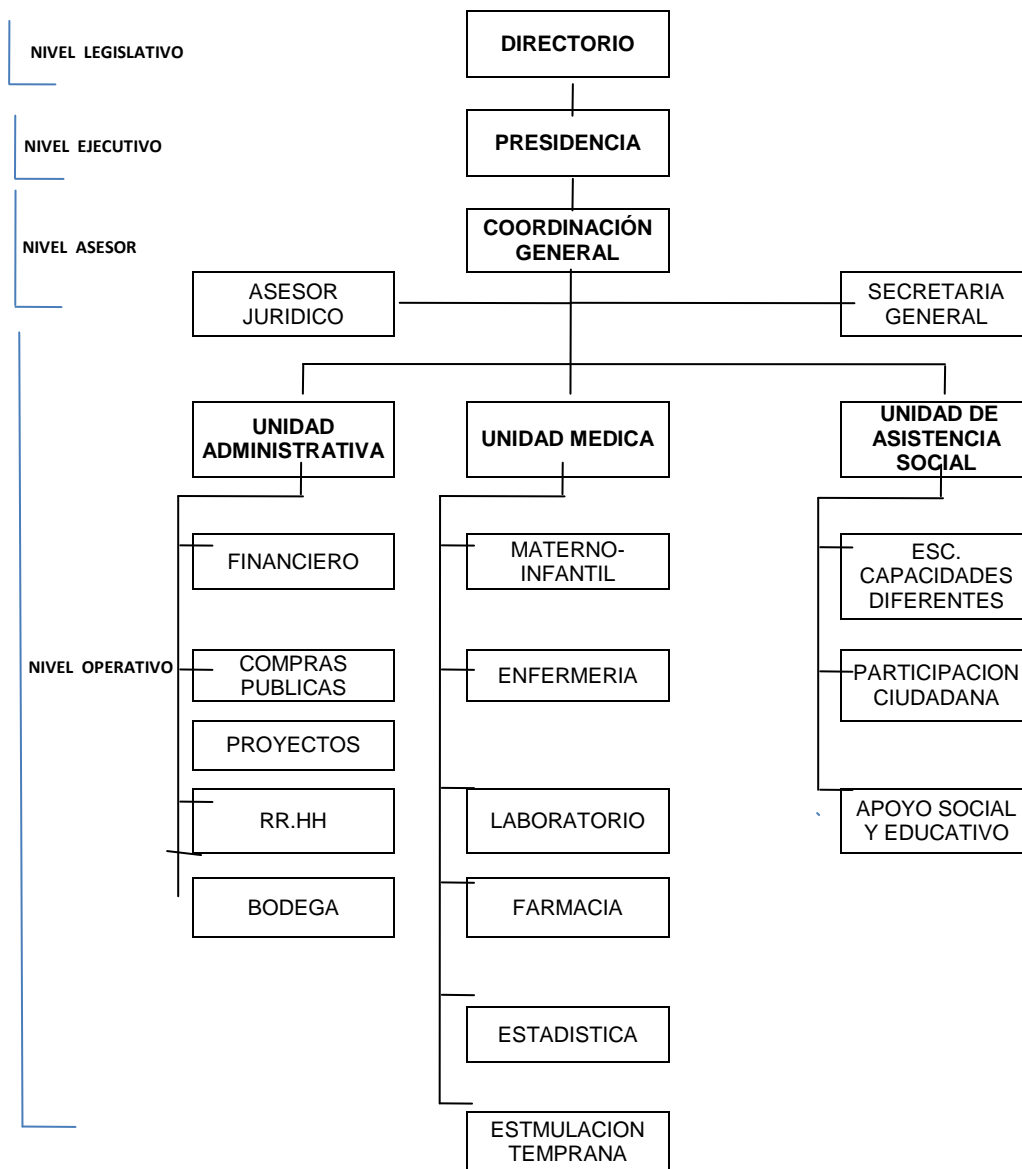 NIVEL LEGISLATIVO
DIRECTORIO
NIVEL EJECUTIVO
PRESIDENCIA
NIVEL ASESOR
COORDINACIÓN
GENERAL
ASESOR
JURIDICO
SECRETARIA
GENERAL
UNIDAD
ADMINISTRATIVA
UNIDAD MEDICA
UNIDAD DE
ASISTENCIA
SOCIAL
NIVEL OPERATIVO
FINANCIERO
COMPRAS
PUBLICAS
PROYECTOS
RR.HH
BODEGA
MATERNO-
INFANTIL
ENFERMERIA
LABORATORIO
FARMACIA
ESTADISTICA
ESTMULACION
TEMPRANA
ESC.
CAPACIDADES
DIFERENTES
PARTICIPACION
CIUDADANA
APOYO SOCIAL
Y EDUCATIVO